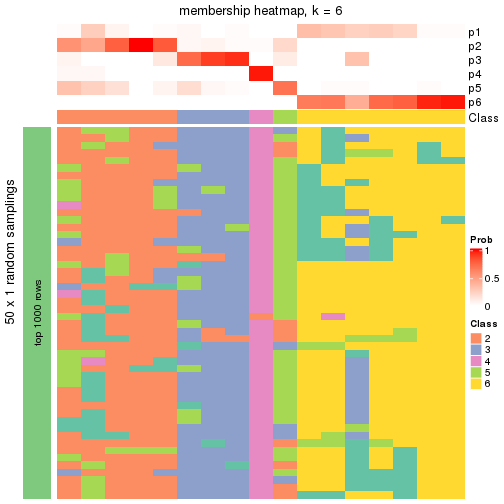 membership heatmap, k = 6
p1
p2
p3
p4
p5
p6
Class
50 x 1 random samplings
top 1000 rows
Prob
1
0.5
0
Class
2
3
4
5
6